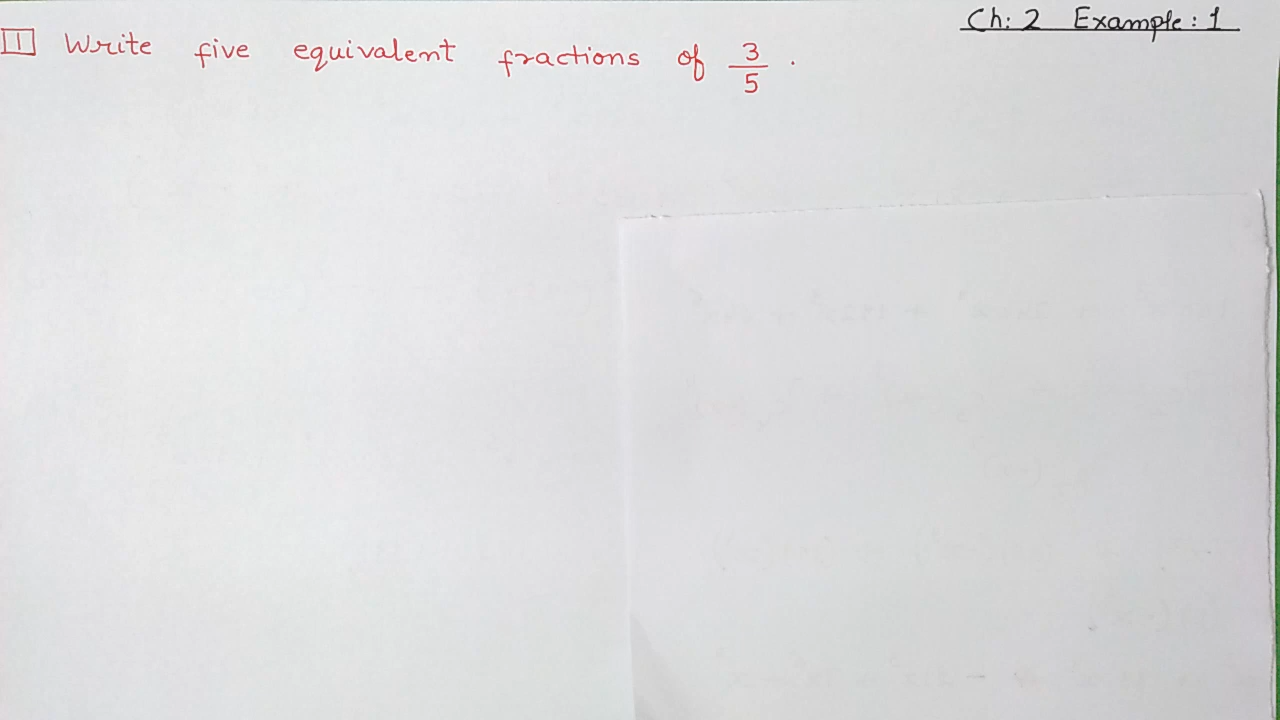 Ch: 2 Example: 1
1 Write five equivalent fractions of 3/5 .